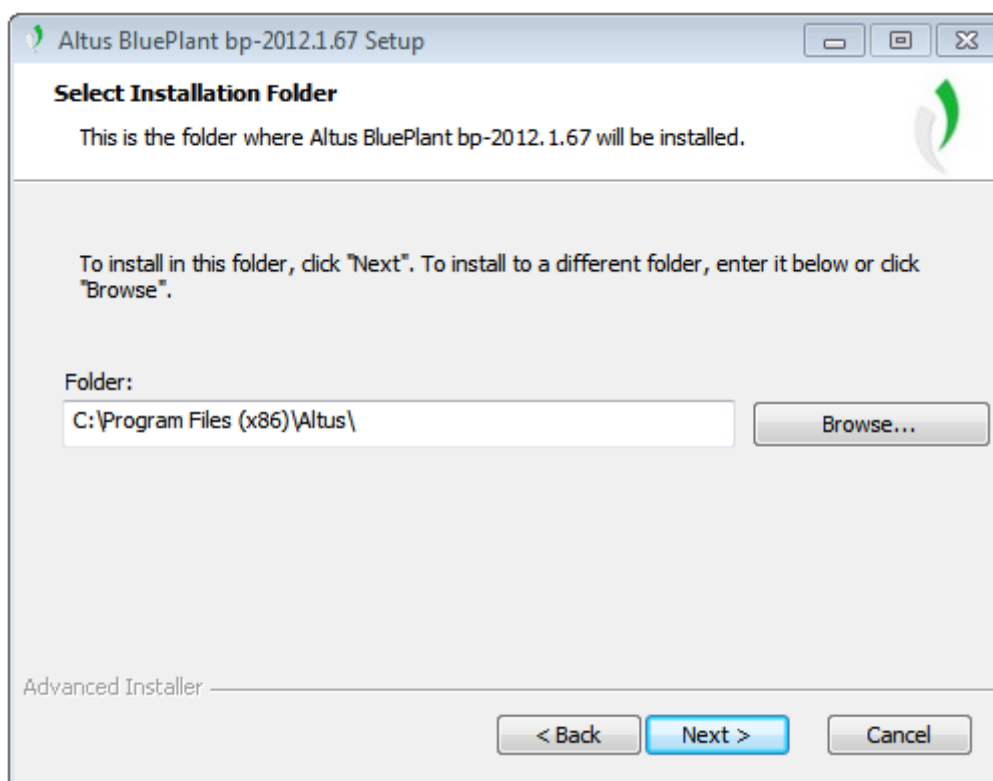 Altus BluePlant bp-2012.1.67 Setup
Select Installation Folder
This is the folder where Altus BluePlant bp-2012.1.67 will be installed.
To install in this folder, click "Next". To install to a different folder, enter it below or click
"Browse".
Folder:
C:\Program Files (x86)\Altus\
Browse...
Advanced Installer
< Back
Next >
Cancel